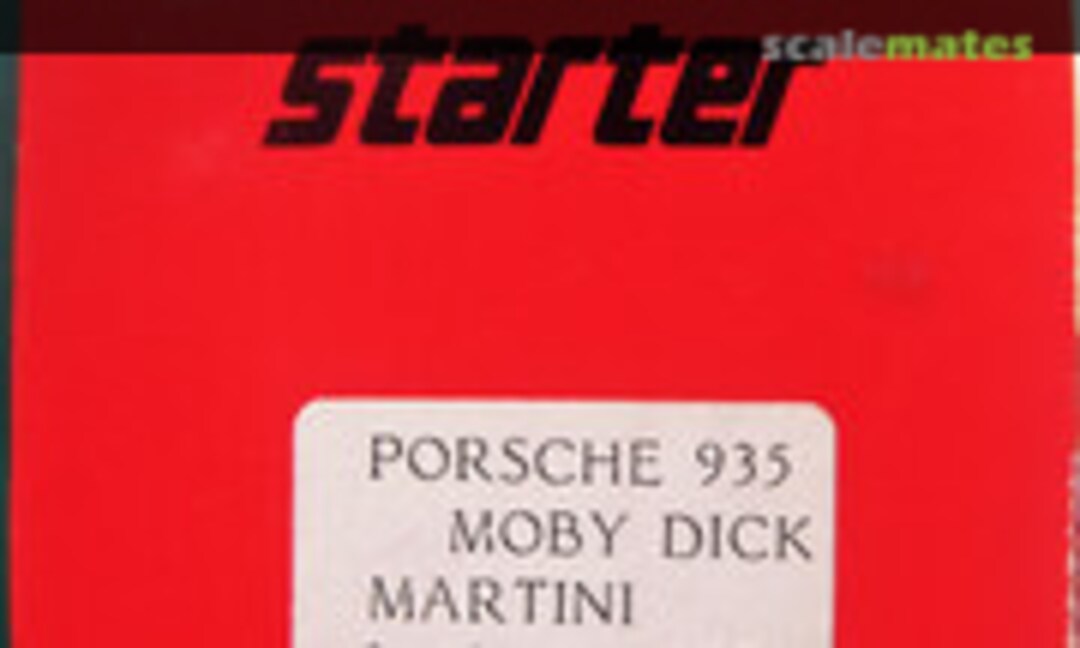 scalemates
starter
PORSCHE 935
MOBY DICK
MARTINI